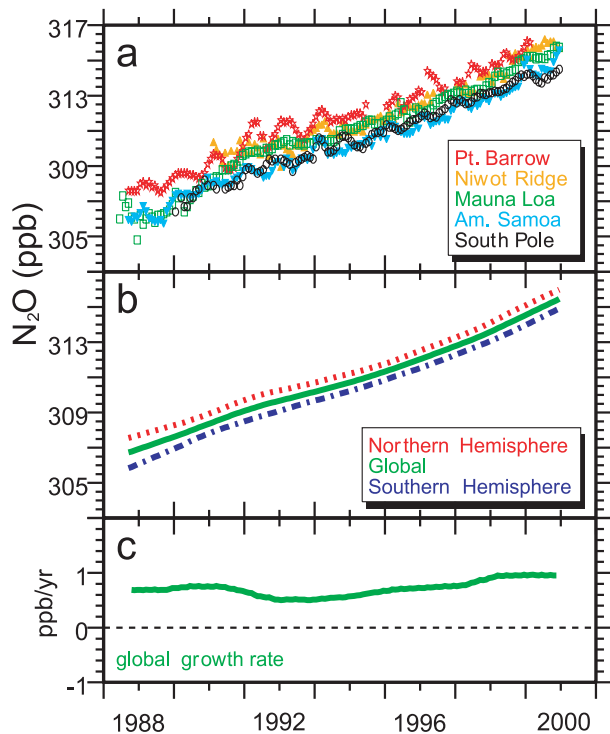 317
a
313
309
305
Pt. Barrow
Niwot Ridge
Mauna Loa
Am. Samoa
South Pole
N₂O (ppb)
b
313
309
305
Northern Hemisphere
Global
Southern Hemisphere
c
ppb/yr
1
0
-1
global growth rate
1988 1992 1996 2000